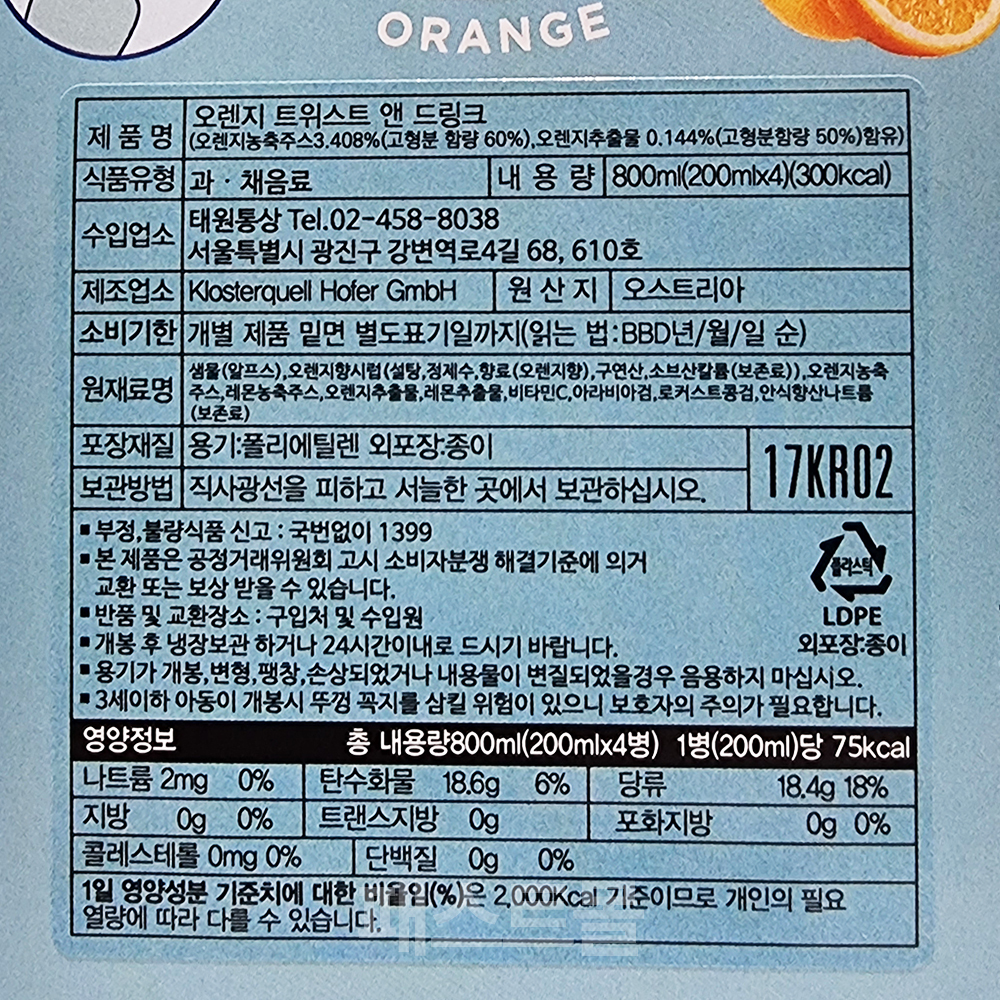 ORANGE
제품명 오렌지 트위스트 앤 드링크
(오렌지농축주스3.408%(고형분 함량 60%),오렌지추출물 0.144%(고형분함량 50%)함유)
식품유형 과 · 채음료 내용량 800ml(200mlx4)(300kcal)
수입업소 태원통상 Tel.02-458-8038
서울특별시 광진구 강변역로4길 68, 610호
제조업소 Klosterquell Hofer GmbH 원산지 오스트리아
소비기한 개별 제품 밑면 별도표기일까지(읽는 법:BBD년/월/일 순)
원재료명 샘물(알프스),오렌지향시럽(설탕,정제수,향료(오렌지향),구연산,소브산칼륨(보존료)),오렌지농축
주스,레몬농축주스,오렌지추출물,레몬추출물,비타민C,아라비아검,로커스트콩검,안식향산나트륨
(보존료)
포장재질 용기:폴리에틸렌 외포장:종이
17KR02
보관방법 직사광선을 피하고 서늘한 곳에서 보관하십시오.
▪ 부정,불량식품 신고 : 국번없이 1399
▪ 본 제품은 공정거래위원회 고시 소비자분쟁 해결기준에 의거
교환 또는 보상 받을 수 있습니다.
▪ 반품 및 교환장소 : 구입처 및 수입원
▪ 개봉 후 냉장보관 하거나 24시간이내로 드시기 바랍니다.
▪ 용기가 개봉,변형,팽창,손상되었거나 내용물이 변질되었을경우 음용하지 마십시오.
▪ 3세이하 아동이 개봉시 뚜껑 꼭지를 삼킬 위험이 있으니 보호자의 주의가 필요합니다.
플라스틱
LDPE
외포장:종이
영양정보 총 내용량800ml(200mlx4병) 1병(200ml)당 75kcal
나트륨 2mg 0% 탄수화물 18.6g 6% 당류 18.4g 18%
지방 0g 0% 트랜스지방 0g 포화지방 0g 0%
콜레스테롤 0mg 0% 단백질 0g 0%
1일 영양성분 기준치에 대한 비율임(%)은 2,000Kcal 기준이므로 개인의 필요
열량에 따라 다를 수 있습니다.